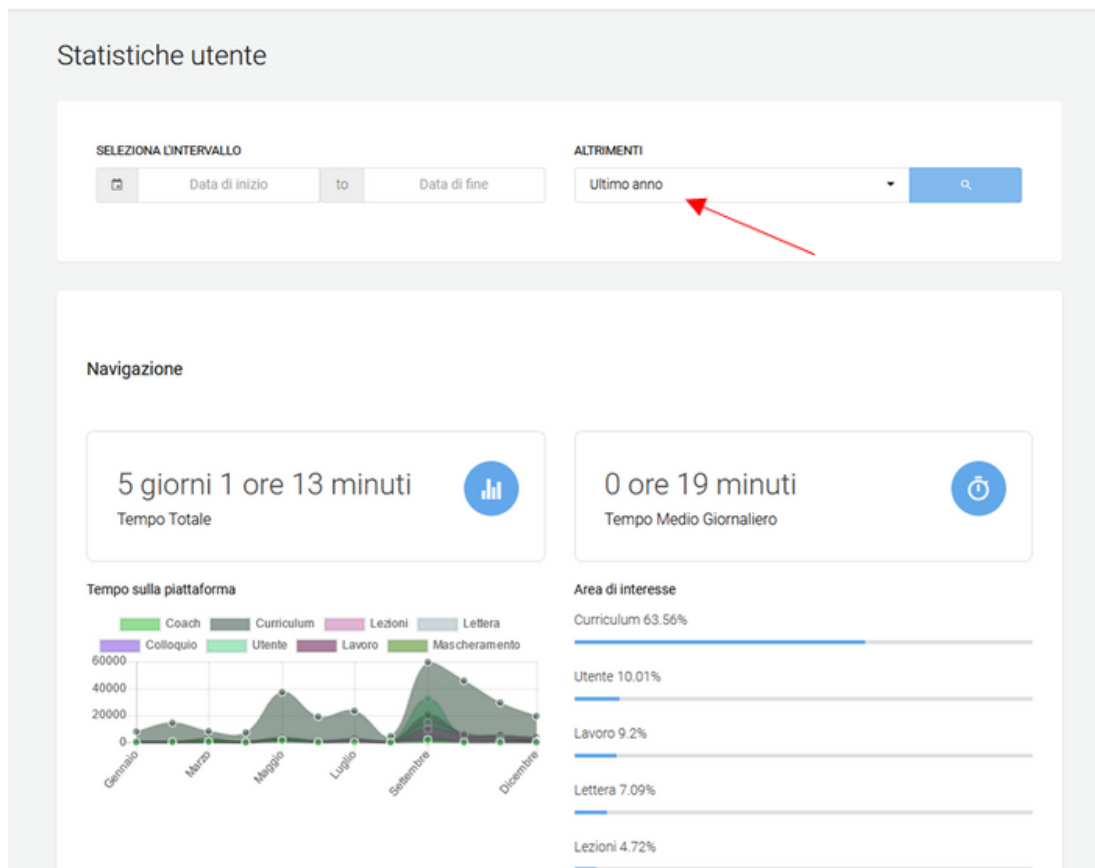 Statistiche utente
SELEZIONA L'INTERVALLO
Data di inizio to Data di fine
ALTRIMENTI
Ultimo anno
Navigazione
5 giorni 1 ore 13 minuti
Tempo Totale
0 ore 19 minuti
Tempo Medio Giornaliero
Tempo sulla piattaforma
Coach Curriculum Lezioni Lettera
Colloquio Utente Lavoro Mascheramento
60000
40000
20000
0
Gennaio Marzo Maggio Luglio Settembre Dicembre
Area di interesse
Curriculum 63.56%
Utente 10.01%
Lavoro 9.2%
Lettera 7.09%
Lezioni 4.72%